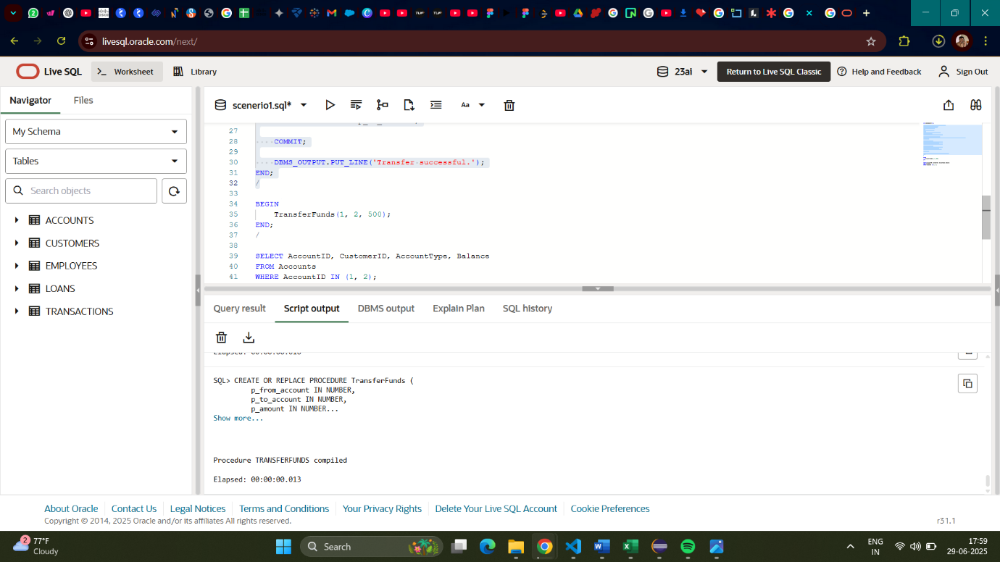 livesql.oracle.com/next/
Live SQL
Worksheet
Library
23ai
Return to Live SQL Classic
Help and Feedback
Sign Out
Navigator
Files
My Schema
Tables
Search objects
ACCOUNTS
CUSTOMERS
EMPLOYEES
LOANS
TRANSACTIONS
scenerio1.sql*
Aa
27
28 COMMIT;
29
30 DBMS_OUTPUT.PUT_LINE('Transfer successful.');
31 END;
32 /
33
34 BEGIN
35 TransferFunds(1, 2, 500);
36 END;
37 /
38
39 SELECT AccountID, CustomerID, AccountType, Balance
40 FROM Accounts
41 WHERE AccountID IN (1, 2);
Query result
Script output
DBMS output
Explain Plan
SQL history
SQL> CREATE OR REPLACE PROCEDURE TransferFunds (
p_from_account IN NUMBER,
p_to_account IN NUMBER,
p_amount IN NUMBER...
Show more...
Procedure TRANSFERFUNDS compiled
Elapsed: 00:00:00.013
About Oracle
Contact Us
Legal Notices
Terms and Conditions
Your Privacy Rights
Delete Your Live SQL Account
Cookie Preferences
Copyright © 2014, 2025 Oracle and/or its affiliates All rights reserved.
r31.1
2
77°F
Cloudy
Search
ENG
IN
17:59
29-06-2025